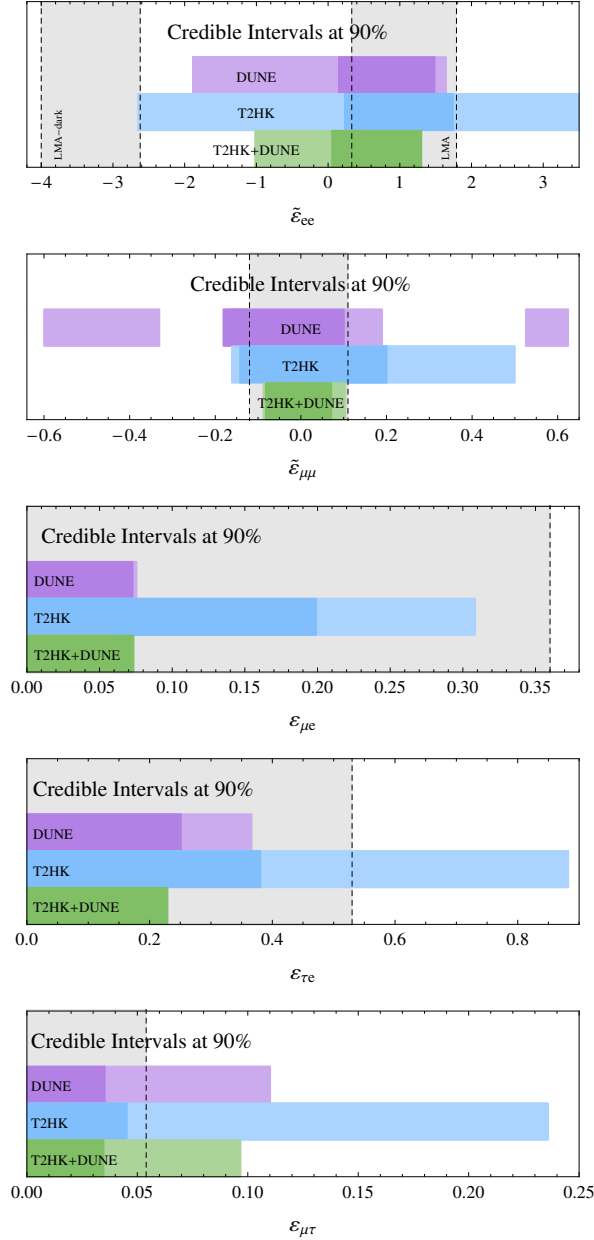 Credible Intervals at 90%
DUNE
T2HK
T2HK+DUNE
LMA-dark
LMA
−4 −3 −2 −1 0 1 2 3
ε̃ee
Credible Intervals at 90%
DUNE
T2HK
T2HK+DUNE
−0.6 −0.4 −0.2 0.0 0.2 0.4 0.6
ε̃μμ
Credible Intervals at 90%
DUNE
T2HK
T2HK+DUNE
0.00 0.05 0.10 0.15 0.20 0.25 0.30 0.35
εμe
Credible Intervals at 90%
DUNE
T2HK
T2HK+DUNE
0.0 0.2 0.4 0.6 0.8
ετe
Credible Intervals at 90%
DUNE
T2HK
T2HK+DUNE
0.00 0.05 0.10 0.15 0.20 0.25
εμτ